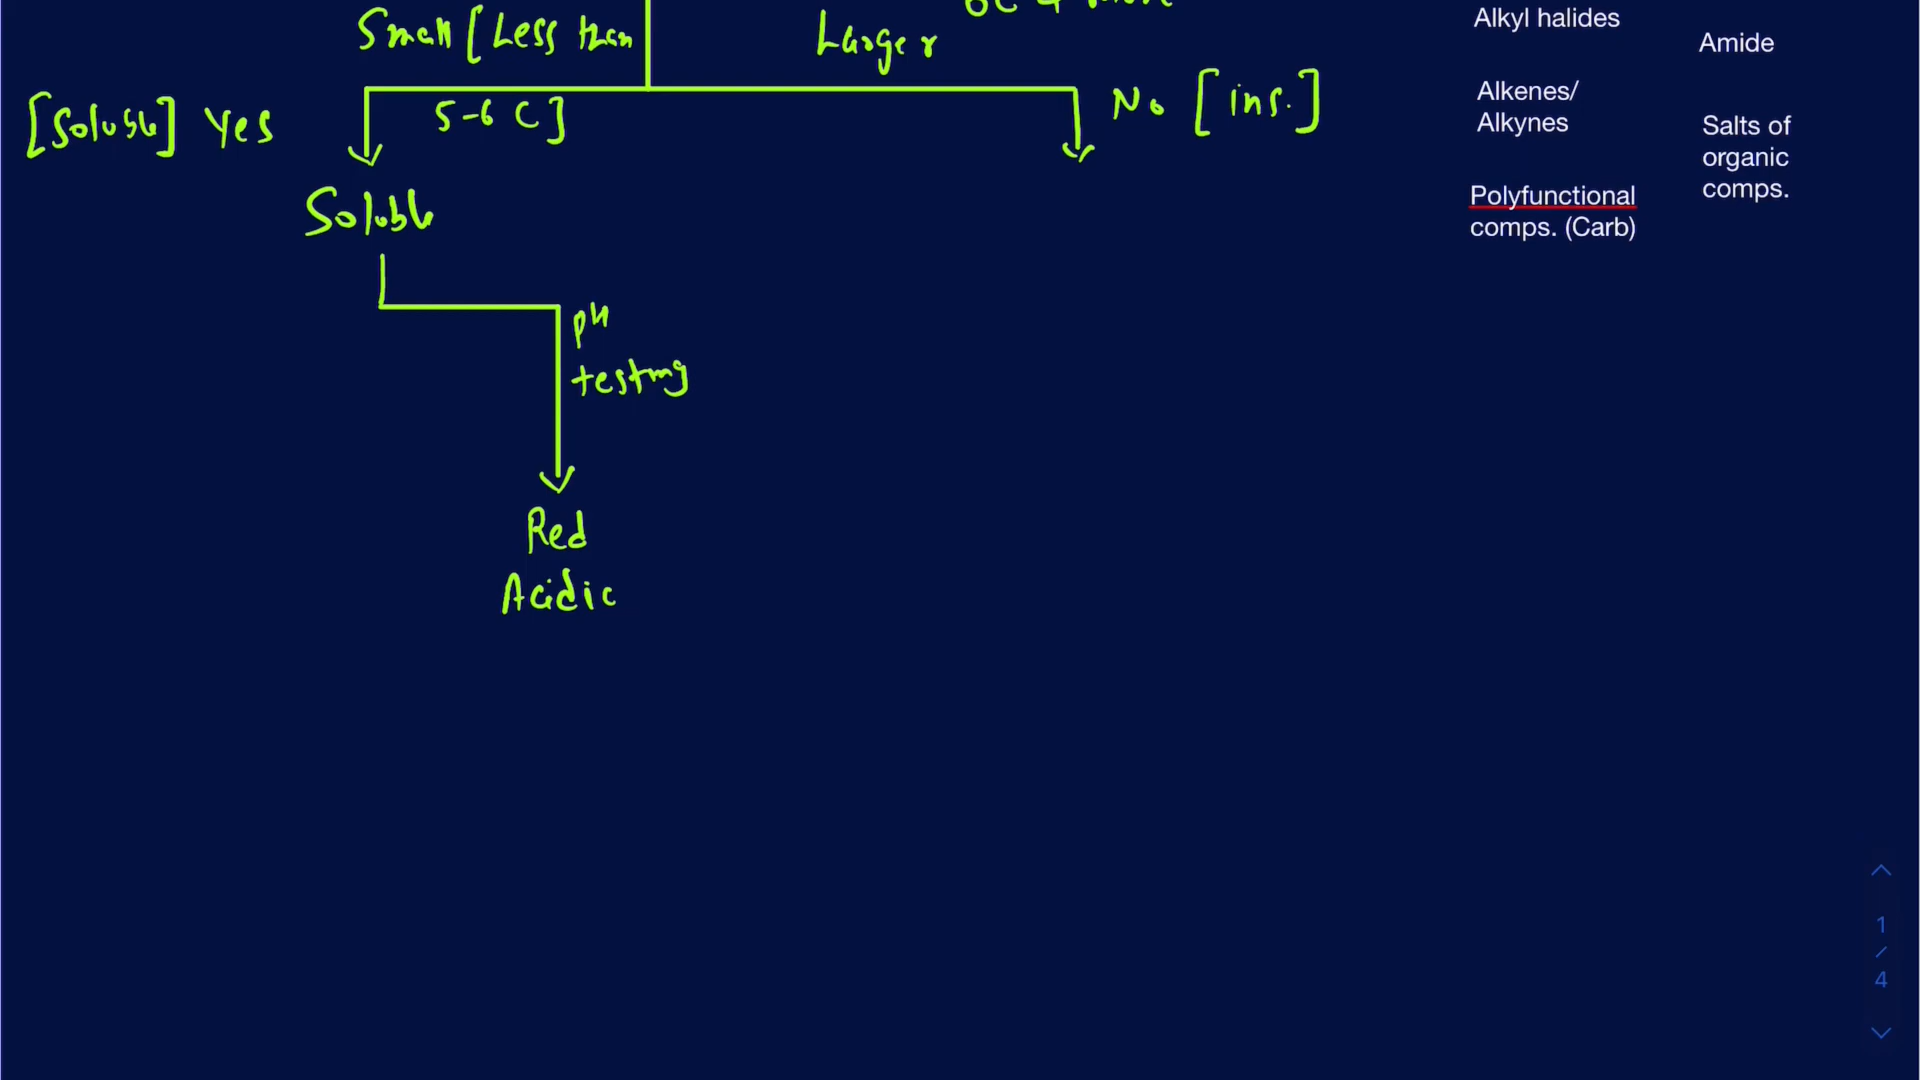 Small [Less than
Larger
5-6 C]
[Soluble] Yes
No [ins.]
Soluble
pH
testing
Red
Acidic
Alkyl halides
Alkenes/
Alkynes
Polyfunctional
comps. (Carb)
Amide
Salts of
organic
comps.
1
/
4